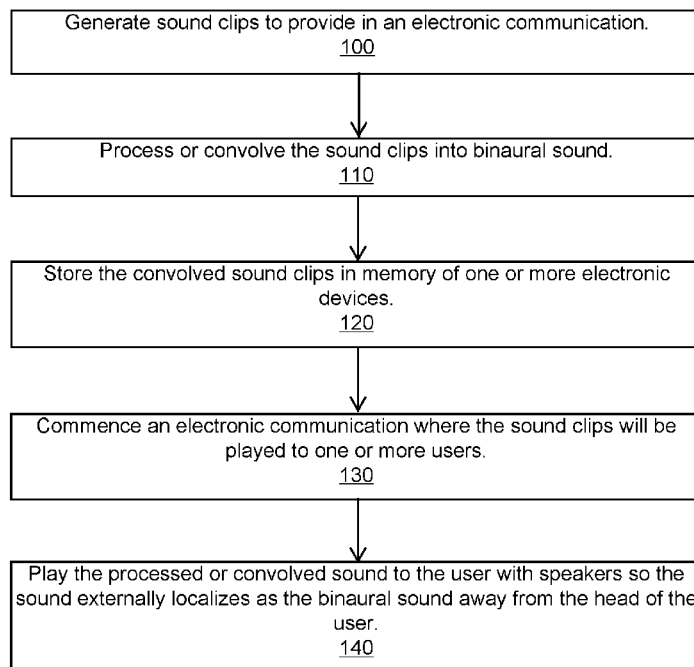 Generate sound clips to provide in an electronic communication.
100
Process or convolve the sound clips into binaural sound.
110
Store the convolved sound clips in memory of one or more electronic
devices.
120
Commence an electronic communication where the sound clips will be
played to one or more users.
130
Play the processed or convolved sound to the user with speakers so the
sound externally localizes as the binaural sound away from the head of the
user.
140